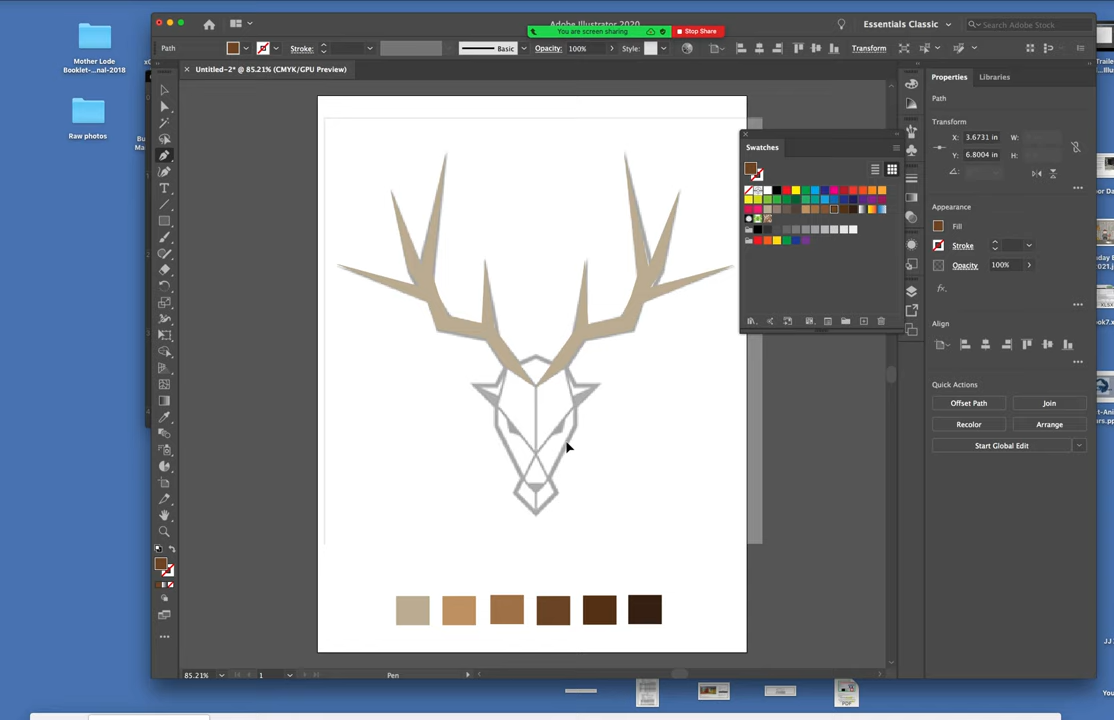 Adobe Illustrator 2020
You are screen sharing
Stop Share
Essentials Classic
Search Adobe Stock
Path
Stroke:
Basic
Opacity:
100%
Style:
Transform
Untitled-2* @ 85.21% (CMYK/GPU Preview)
Mother Lode
Booklet-...nal-2018
Raw photos
Swatches
Properties
Libraries
Path
Transform
X:
3.6731 in
W:
Y:
6.8004 in
H:
Appearance
Fill
Stroke
Opacity
100%
fx.
Align
Quick Actions
Offset Path
Join
Recolor
Arrange
Start Global Edit
85.21%
1
Pen
PDF
JJ